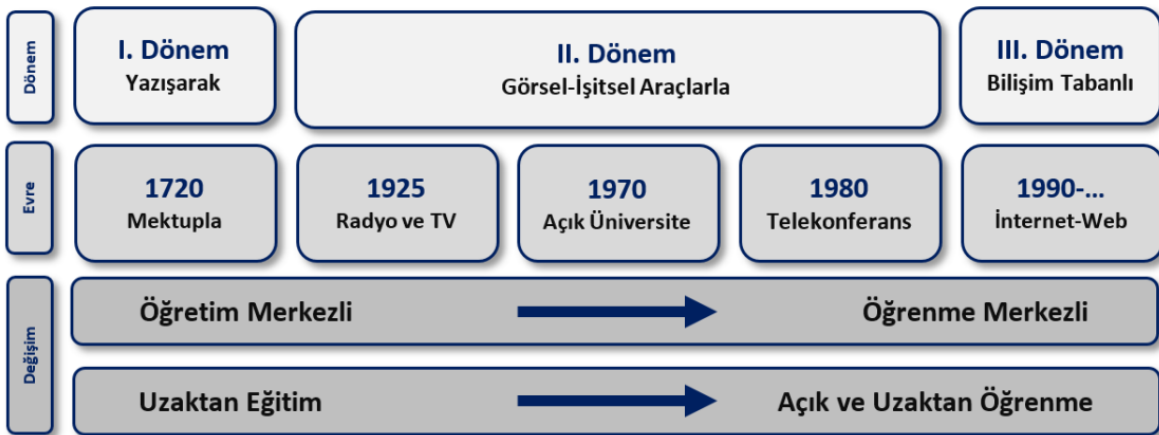 Dönem
I. Dönem
Yazışarak
II. Dönem
Görsel-İşitsel Araçlarla
III. Dönem
Bilişim Tabanlı
Evre
1720
Mektupla
1925
Radyo ve TV
1970
Açık Üniversite
1980
Telekonferans
1990-...
İnternet-Web
Değişim
Öğretim Merkezli
Öğrenme Merkezli
Uzaktan Eğitim
Açık ve Uzaktan Öğrenme